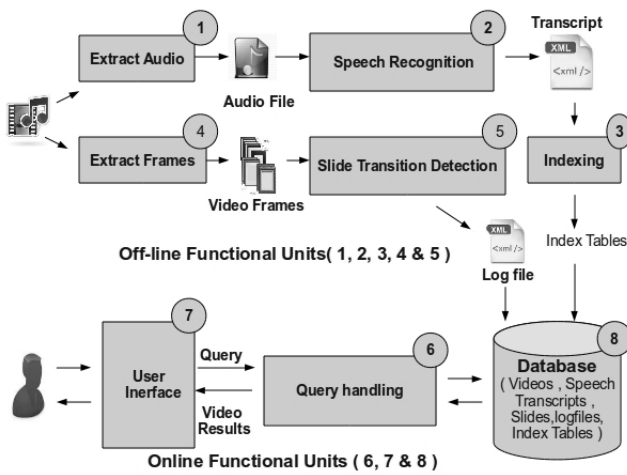 1
2
Transcript
Extract Audio
Speech Recognition
XML
<xml />
Audio File
4
5
3
Extract Frames
Slide Transition Detection
Indexing
Video Frames
XML
<xml />
Index Tables
Off-line Functional Units( 1, 2, 3, 4 & 5 )
Log file
7
6
8
User
Inerface
Query
Query handling
Video
Results
Database
( Videos , Speech
Transcripts ,
Slides,logfiles,
Index Tables )
Online Functional Units ( 6, 7 & 8 )